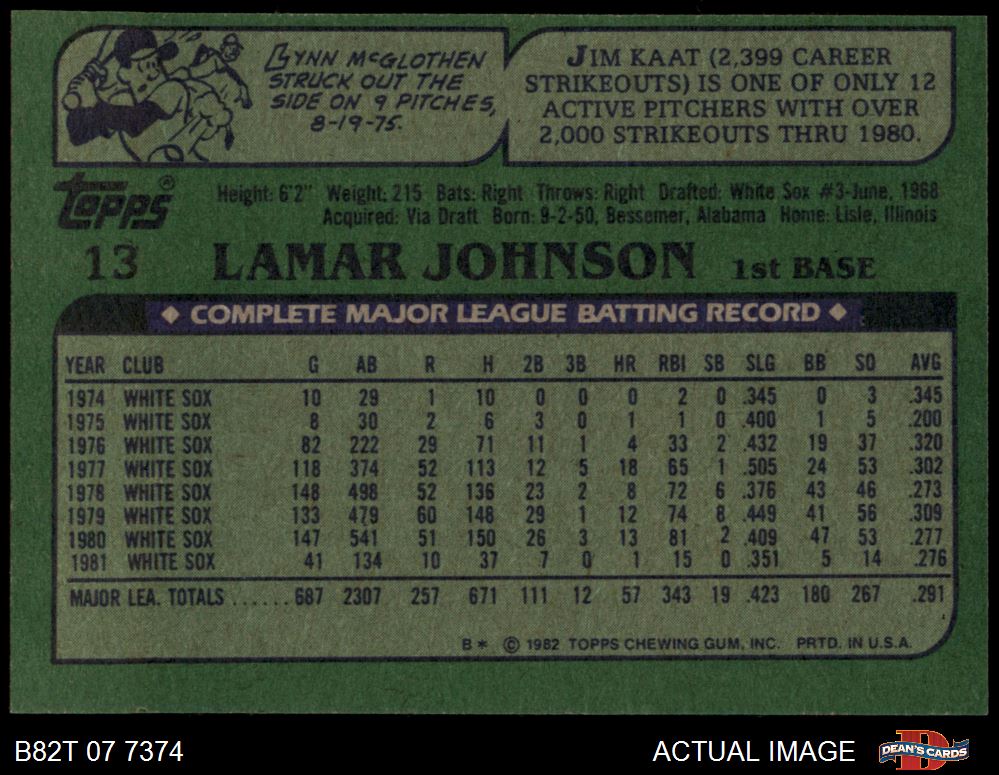 Lynn McGlothen
struck out the
side on 9 pitches,
8-19-75.
Jim Kaat (2,399 career
strikeouts) is one of only 12
active pitchers with over
2,000 strikeouts thru 1980.
Topps®
Height: 6'2" Weight: 215 Bats: Right Throws: Right Drafted: White Sox #3-June, 1968
Acquired: Via Draft Born: 9-2-50, Bessemer, Alabama Home: Lisle, Illinois
13 LAMAR JOHNSON 1st BASE
◆ COMPLETE MAJOR LEAGUE BATTING RECORD ◆
YEAR CLUB G AB R H 2B 3B HR RBI SB SLG BB SO AVG
1974 WHITE SOX 10 29 1 10 0 0 0 2 0 .345 0 3 .345
1975 WHITE SOX 8 30 2 6 3 0 1 1 0 .400 1 5 .200
1976 WHITE SOX 82 222 29 71 11 1 4 33 2 .432 19 37 .320
1977 WHITE SOX 118 374 52 113 12 5 18 65 1 .505 24 53 .302
1978 WHITE SOX 148 498 52 136 23 2 8 72 6 .376 43 46 .273
1979 WHITE SOX 133 479 60 148 29 1 12 74 8 .449 41 56 .309
1980 WHITE SOX 147 541 51 150 26 3 13 81 2 .409 47 53 .277
1981 WHITE SOX 41 134 10 37 7 0 1 15 0 .351 5 14 .276
MAJOR LEA. TOTALS ......687 2307 257 671 111 12 57 343 19 .423 180 267 .291
B* © 1982 TOPPS CHEWING GUM, INC. PRTD. IN U.S.A.
B82T 07 7374 ACTUAL IMAGE D DEAN'S CARDS